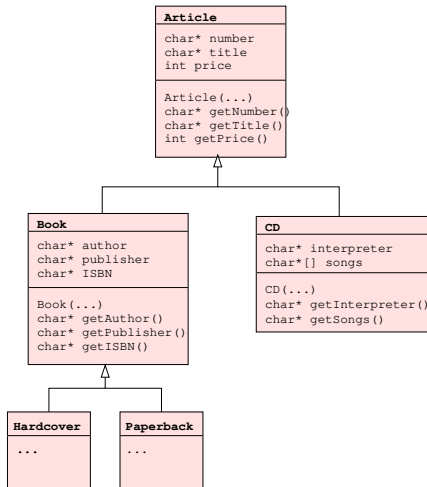 Article
char* number
char* title
int price
Article(...)
char* getNumber()
char* getTitle()
int getPrice()
Book
char* author
char* publisher
char* ISBN
Book(...)
char* getAuthor()
char* getPublisher()
char* getISBN()
CD
char* interpreter
char*[] songs
CD(...)
char* getInterpreter()
char* getSongs()
Hardcover
...
Paperback
...